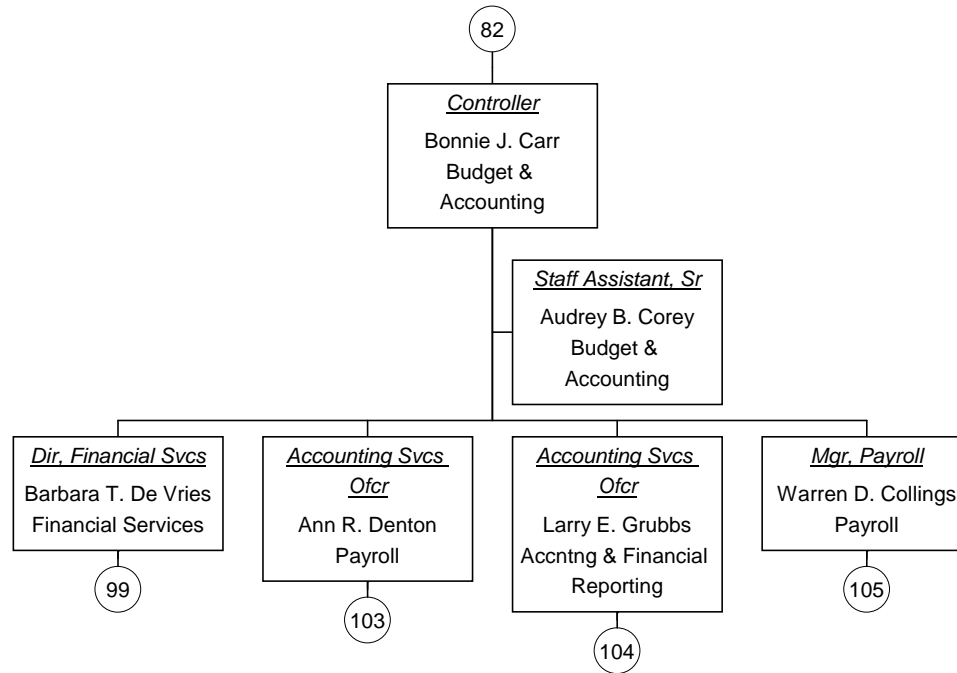 82
Controller
Bonnie J. Carr
Budget &
Accounting
Staff Assistant, Sr
Audrey B. Corey
Budget &
Accounting
Dir, Financial Svcs
Barbara T. De Vries
Financial Services
99
Accounting Svcs
Ofcr
Ann R. Denton
Payroll
103
Accounting Svcs
Ofcr
Larry E. Grubbs
Accntng & Financial
Reporting
104
Mgr, Payroll
Warren D. Collings
Payroll
105